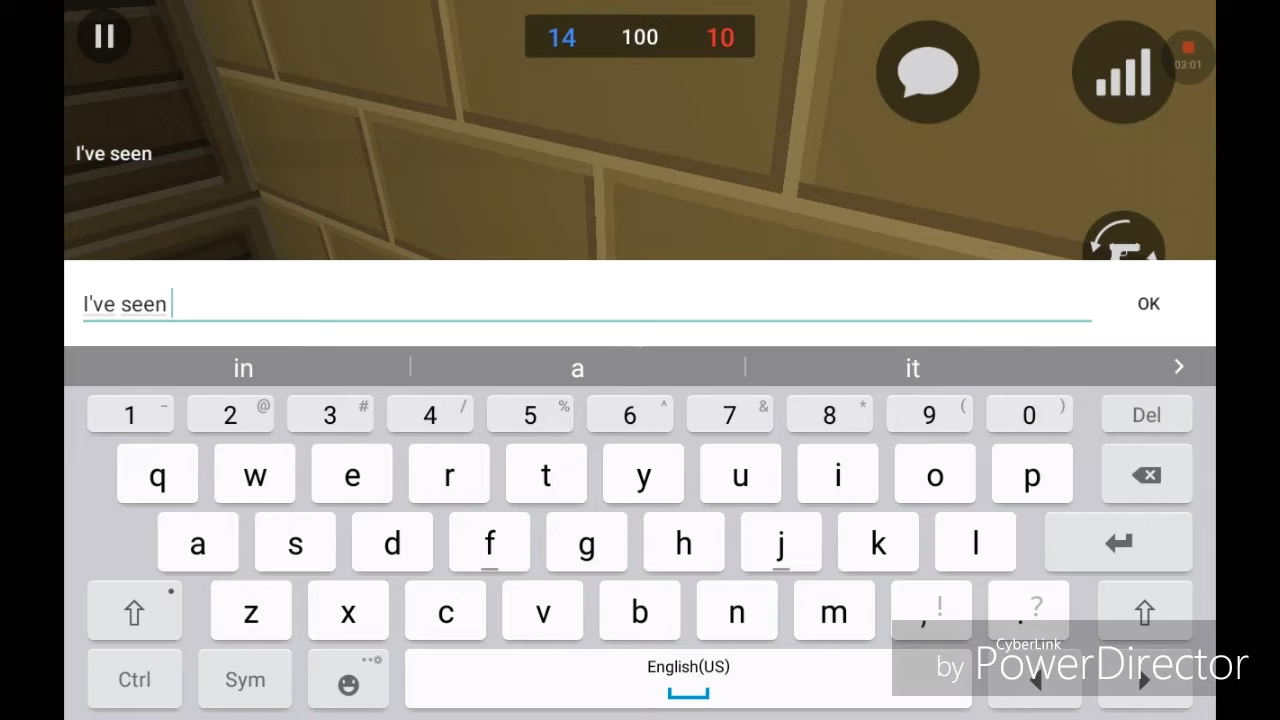 14 100 10
03:01
I've seen
I've seen
OK
in a it
1 - 2 @ 3 # 4 / 5 % 6 ^ 7 & 8 * 9 ( 0 ) Del
q w e r t y u i o p
a s d f g h j k l
z x c v b n m , ! . ?
Ctrl Sym English(US)
CyberLink
by PowerDirector